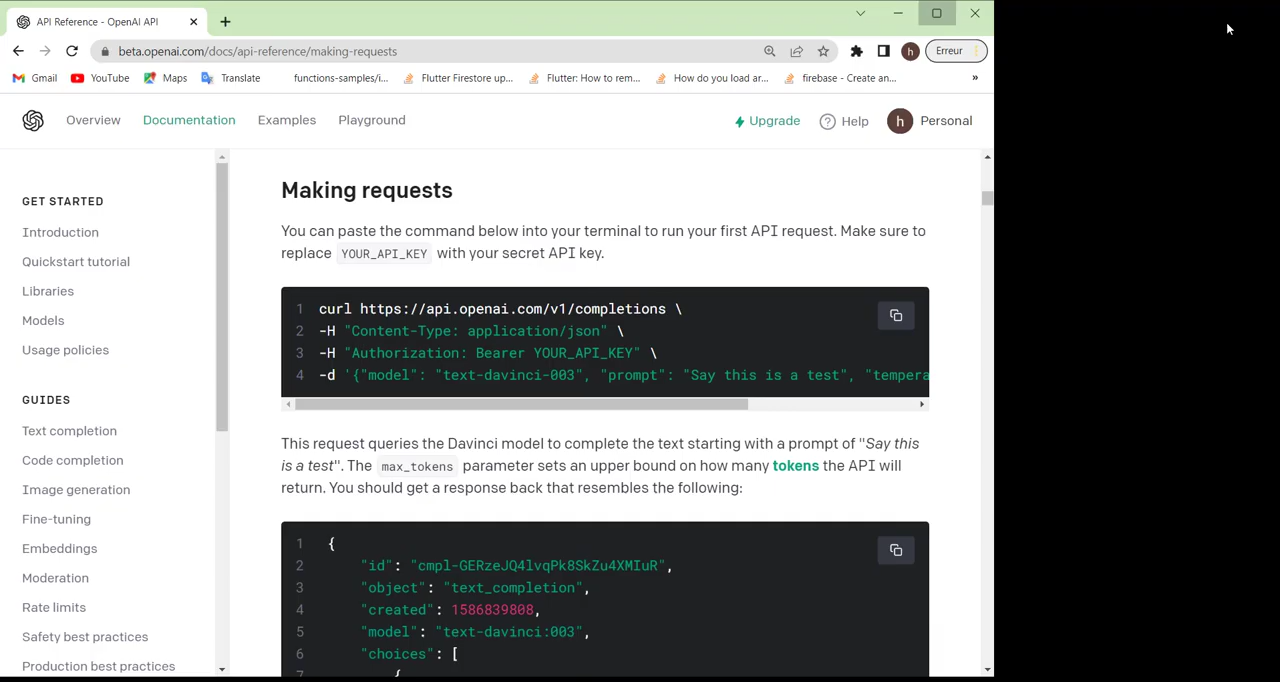 API Reference - OpenAI API
beta.openai.com/docs/api-reference/making-requests
h
Erreur
Gmail
YouTube
Maps
Translate
functions-samples/i...
Flutter Firestore up...
Flutter: How to rem...
How do you load ar...
firebase - Create an...
»
Overview
Documentation
Examples
Playground
Upgrade
Help
h
Personal
GET STARTED
Introduction
Quickstart tutorial
Libraries
Models
Usage policies
GUIDES
Text completion
Code completion
Image generation
Fine-tuning
Embeddings
Moderation
Rate limits
Safety best practices
Production best practices
Making requests
You can paste the command below into your terminal to run your first API request. Make sure to
replace YOUR_API_KEY with your secret API key.
1 curl https://api.openai.com/v1/completions \
2 -H "Content-Type: application/json" \
3 -H "Authorization: Bearer YOUR_API_KEY" \
4 -d '{"model": "text-davinci-003", "prompt": "Say this is a test", "tempera
This request queries the Davinci model to complete the text starting with a prompt of "Say this
is a test". The max_tokens parameter sets an upper bound on how many tokens the API will
return. You should get a response back that resembles the following:
1 {
2 "id": "cmpl-GERzeJQ4lvqPk8SkZu4XMIuR",
3 "object": "text_completion",
4 "created": 1586839808,
5 "model": "text-davinci:003",
6 "choices": [
7 {